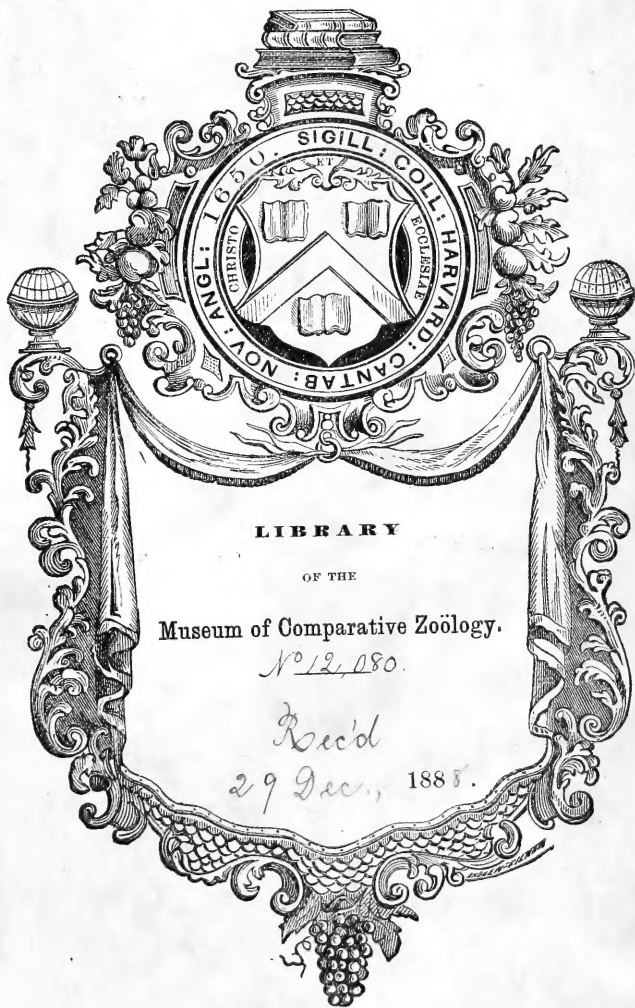 SIGILL : COLL : HARVARD : CANTAB : NOV : ANGL : 1650.
ET
CHRISTO
ECCLESIAE
LIBRARY
OF THE
Museum of Comparative Zoölogy.
Nº 12,080.
Rec'd
29 Dec., 1888.